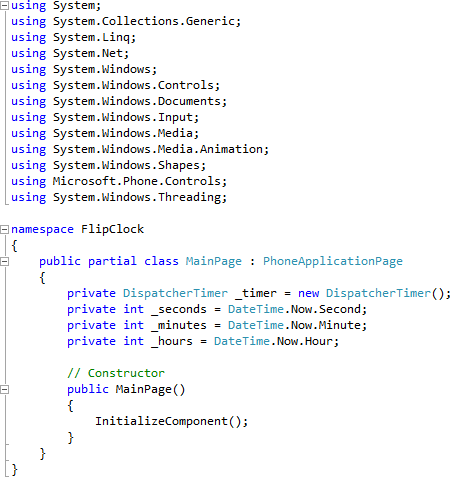 using System;
using System.Collections.Generic;
using System.Linq;
using System.Net;
using System.Windows;
using System.Windows.Controls;
using System.Windows.Documents;
using System.Windows.Input;
using System.Windows.Media;
using System.Windows.Media.Animation;
using System.Windows.Shapes;
using Microsoft.Phone.Controls;
using System.Windows.Threading;

namespace FlipClock
{
    public partial class MainPage : PhoneApplicationPage
    {
        private DispatcherTimer _timer = new DispatcherTimer();
        private int _seconds = DateTime.Now.Second;
        private int _minutes = DateTime.Now.Minute;
        private int _hours = DateTime.Now.Hour;

        // Constructor
        public MainPage()
        {
            InitializeComponent();
        }
    }
}